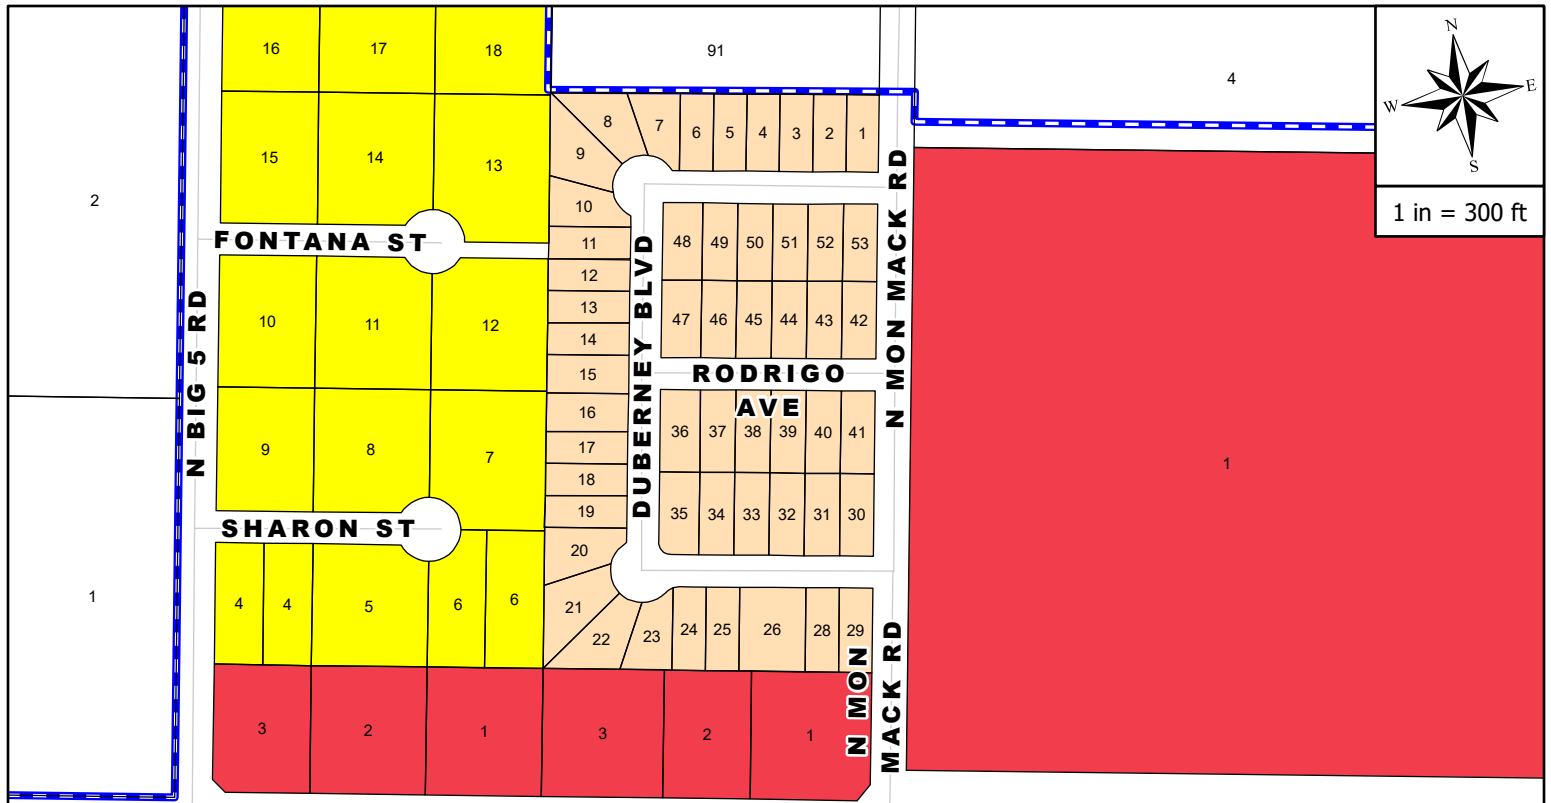 16 17 18 91 4
N
W E
S
1 in = 300 ft
8 7 6 5 4 3 2 1
15 14 13 9
2
10
FONTANA ST
11 48 49 50 51 52 53
12
13
10 11 12 14 47 46 45 44 43 42
15
RODRIGO
AVE
16 36 37 38 39 40 41
9 8 7 17
18
19 35 34 33 32 31 30
SHARON ST
20
N BIG 5 RD
DUBERNEY BLVD
N MON MACK RD
1
1
4 4 5 6 6 21 22 23 24 25 26 28 29
N MON
MACK RD
3 2 1 3 2 1